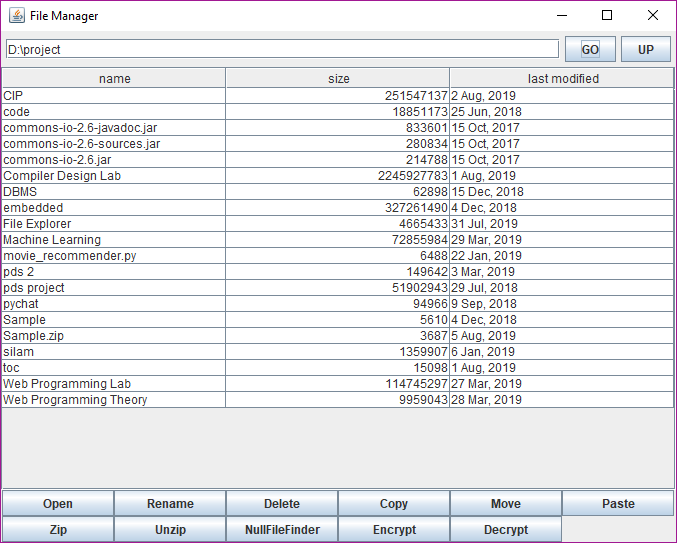 File Manager
D:\project GO UP
name size last modified
CIP 251547137 2 Aug, 2019
code 18851173 25 Jun, 2018
commons-io-2.6-javadoc.jar 833601 15 Oct, 2017
commons-io-2.6-sources.jar 280834 15 Oct, 2017
commons-io-2.6.jar 214788 15 Oct, 2017
Compiler Design Lab 2245927783 1 Aug, 2019
DBMS 62898 15 Dec, 2018
embedded 327261490 4 Dec, 2018
File Explorer 4665433 31 Jul, 2019
Machine Learning 72855984 29 Mar, 2019
movie_recommender.py 6488 22 Jan, 2019
pds 2 149642 3 Mar, 2019
pds project 51902943 29 Jul, 2018
pychat 94966 9 Sep, 2018
Sample 5610 4 Dec, 2018
Sample.zip 3687 5 Aug, 2019
silam 1359907 6 Jan, 2019
toc 15098 1 Aug, 2019
Web Programming Lab 114745297 27 Mar, 2019
Web Programming Theory 9959043 28 Mar, 2019
Open Rename Delete Copy Move Paste
Zip Unzip NullFileFinder Encrypt Decrypt